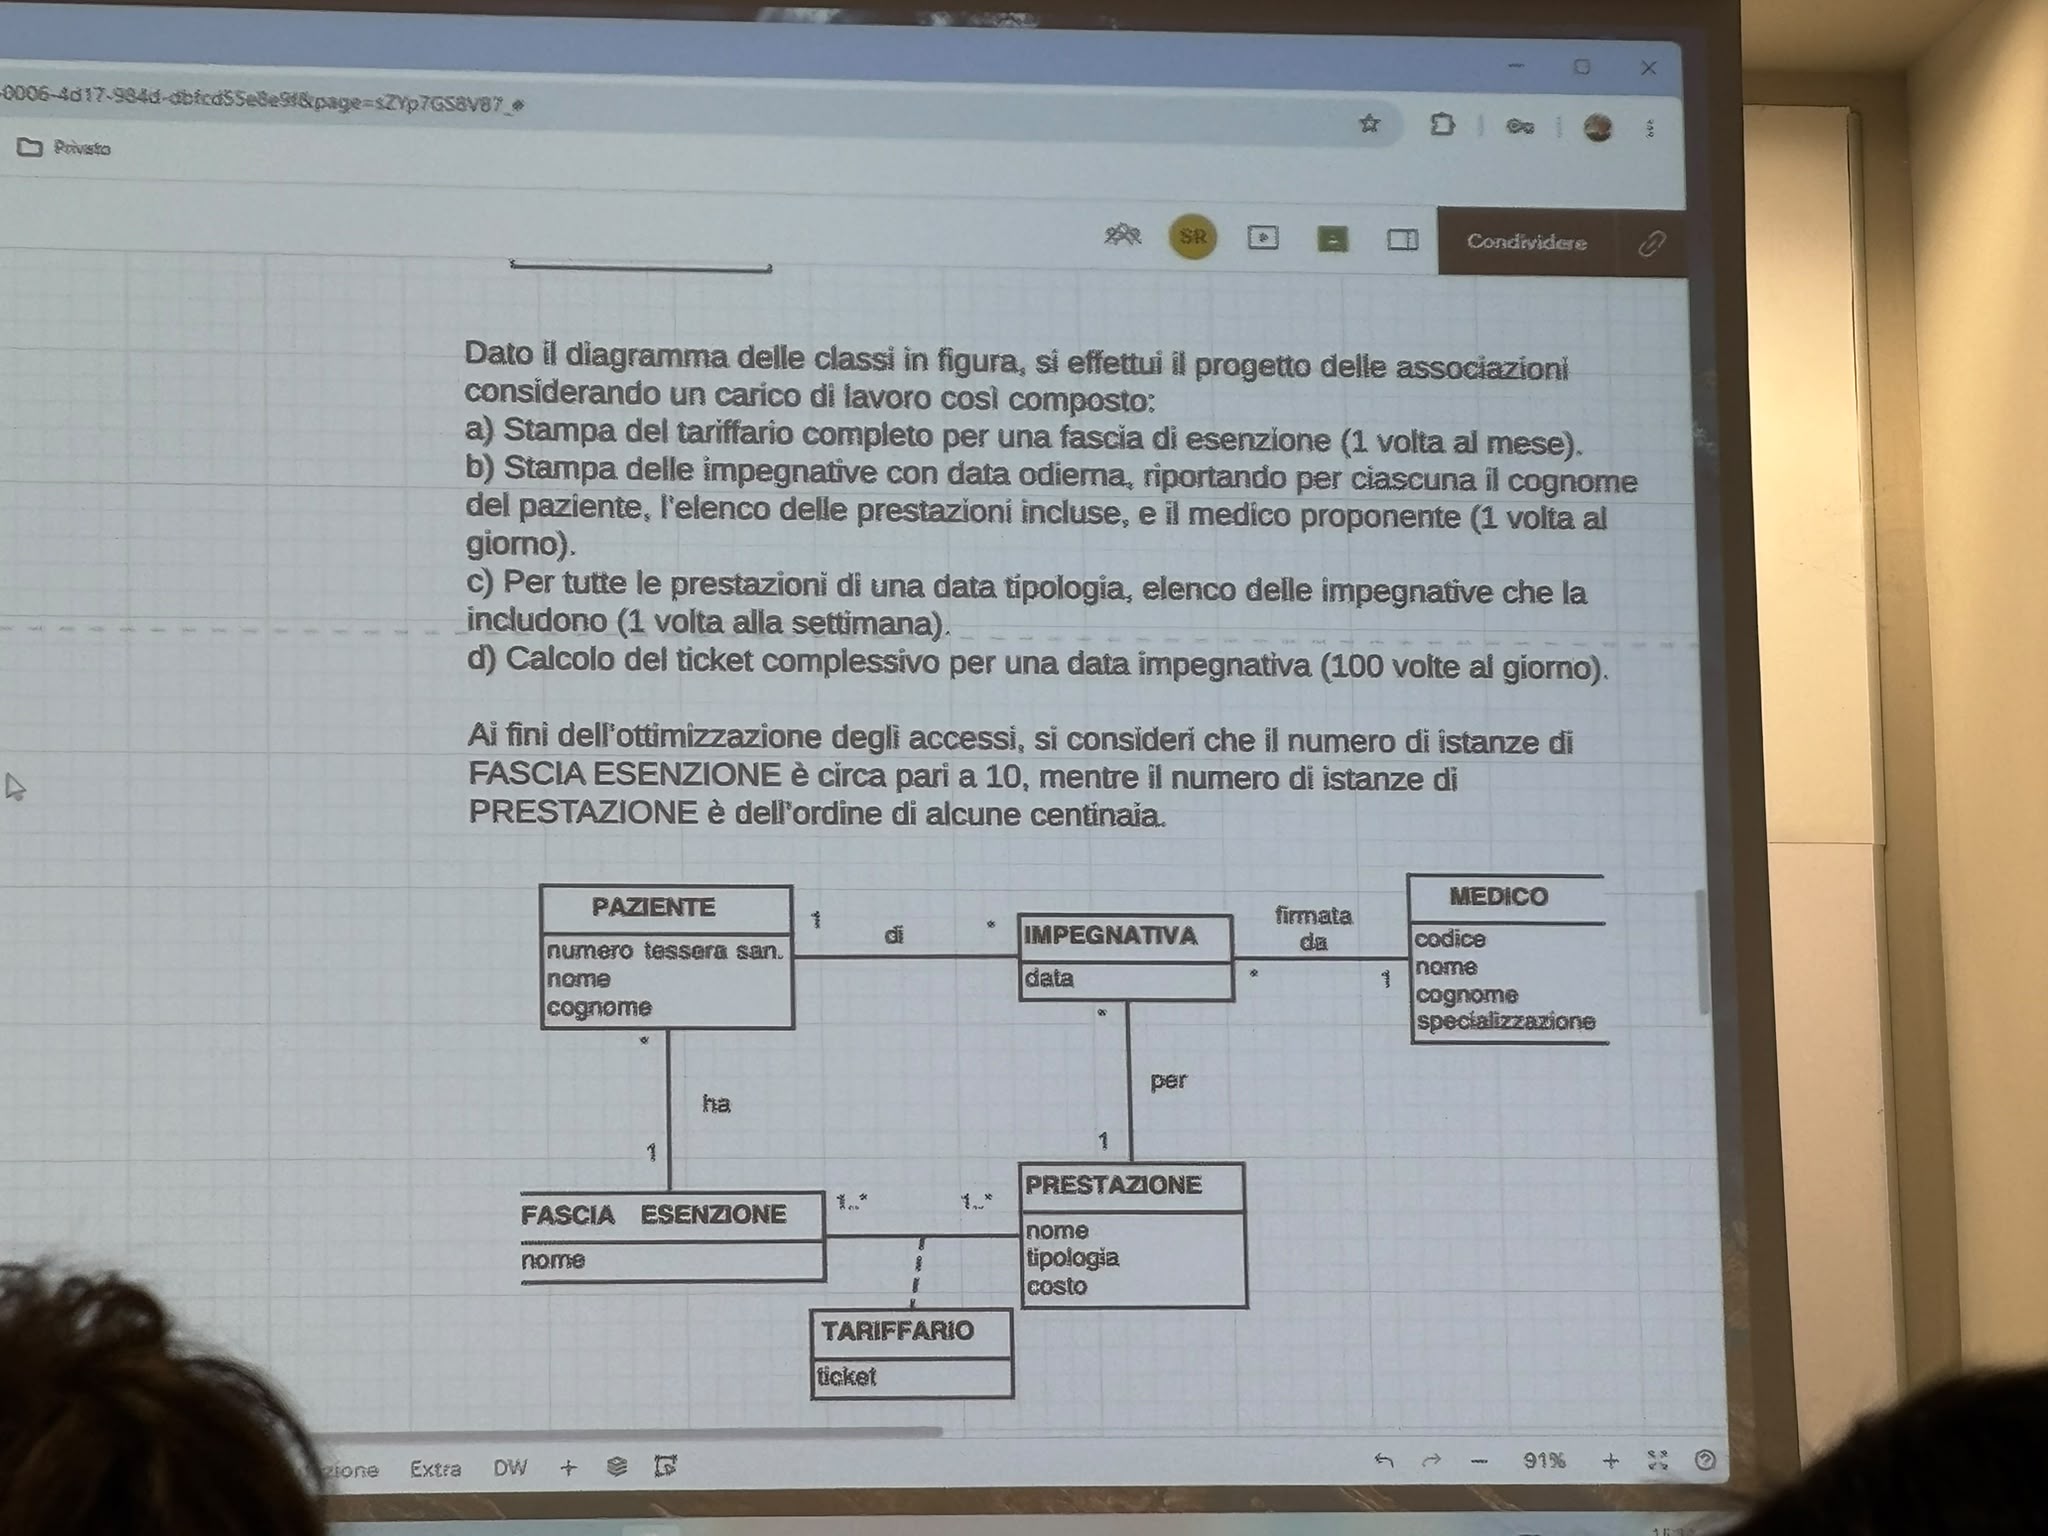 -0006-4d17-984d-dbfcd55e8e9f&page=sZYp7GS8V87_
Privato
SR
Condividere
Dato il diagramma delle classi in figura, si effettui il progetto delle associazioni
considerando un carico di lavoro così composto:
a) Stampa del tariffario completo per una fascia di esenzione (1 volta al mese).
b) Stampa delle impegnative con data odierna, riportando per ciascuna il cognome
del paziente, l'elenco delle prestazioni incluse, e il medico proponente (1 volta al
giorno).
c) Per tutte le prestazioni di una data tipologia, elenco delle impegnative che la
includono (1 volta alla settimana).
d) Calcolo del ticket complessivo per una data impegnativa (100 volte al giorno).
Ai fini dell'ottimizzazione degli accessi, si consideri che il numero di istanze di
FASCIA ESENZIONE è circa pari a 10, mentre il numero di istanze di
PRESTAZIONE è dell'ordine di alcune centinaia.
PAZIENTE
numero tessera san.
nome
cognome
1
di
*
IMPEGNATIVA
data
firmata
da
*
1
MEDICO
codice
nome
cognome
specializzazione
*
ha
1
*
per
1
FASCIA ESENZIONE
nome
1..*
1..*
PRESTAZIONE
nome
tipologia
costo
TARIFFARIO
ticket
zione
Extra
DW
91%